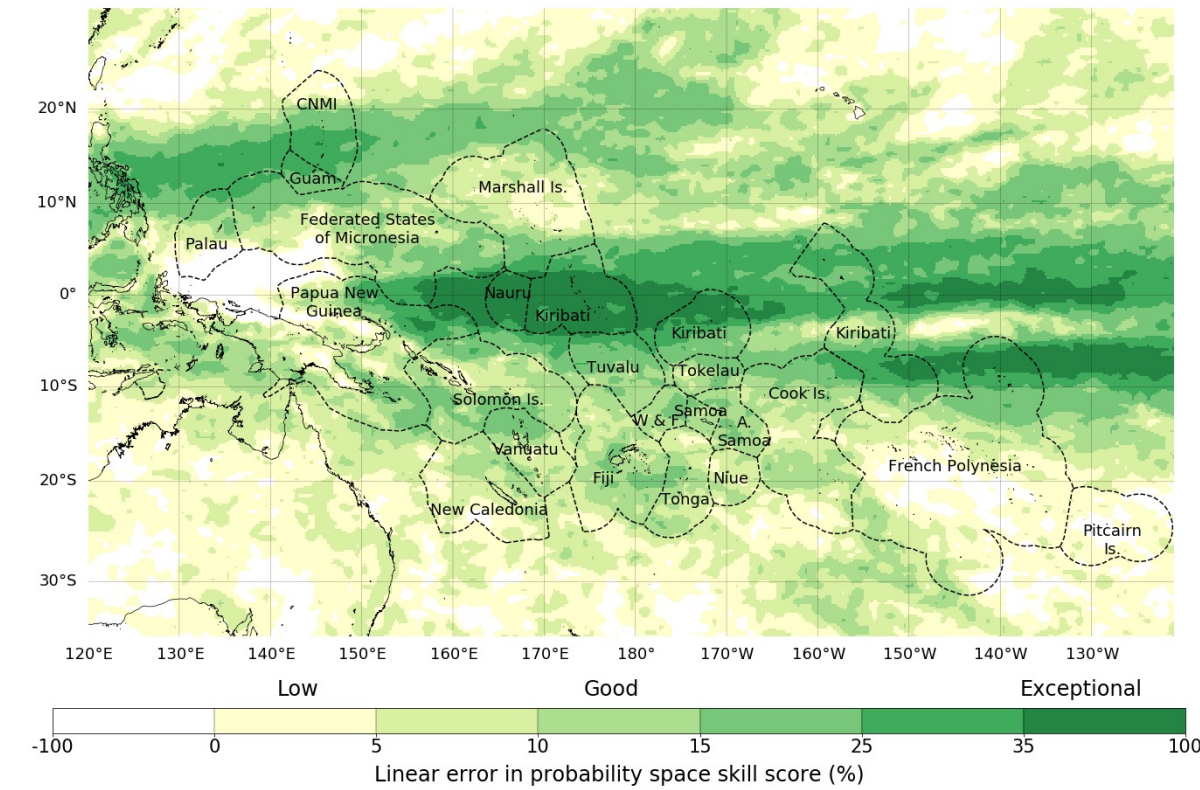 CNMI
20°N
Guam
Marshall Is.
10°N
Federated States
of Micronesia
Palau
0°
Papua New
Guinea
Nauru
Kiribati
Kiribati
Kiribati
Tuvalu
Tokelau
10°S
Solomon Is.
Cook Is.
W & F
Samoa
A.
Samoa
Vanuatu
French Polynesia
20°S
Fiji
Niue
Tonga
New Caledonia
Pitcairn
Is.
30°S
120°E 130°E 140°E 150°E 160°E 170°E 180° 170°W 160°W 150°W 140°W 130°W
Low Good Exceptional
-100 0 5 10 15 25 35 100
Linear error in probability space skill score (%)